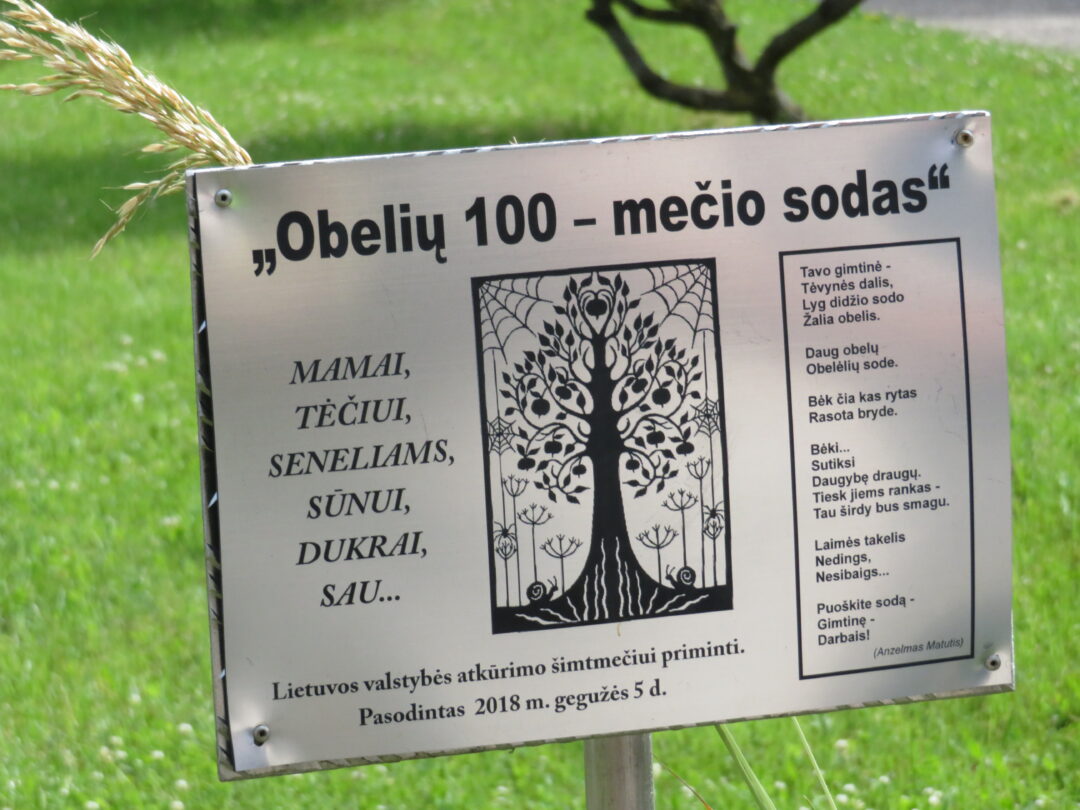 „Obelių 100 – mečio sodas“
MAMAI,
TĖČIUI,
SENELIAMS,
SŪNUI,
DUKRAI,
SAU...
Tavo gimtinė -
Tėvynės dalis,
Lyg didžio sodo
Žalia obelis.
Daug obelų
Obelėlių sode.
Bėk čia kas rytas
Rasota bryde.
Bėki...
Sutiksi
Daugybę draugų.
Tiesk jiems rankas -
Tau širdy bus smagu.
Laimės takelis
Nedings,
Nesibaigs...
Puoškite sodą -
Gimtinę -
Darbais!
(Anzelmas Matutis)
Lietuvos valstybės atkūrimo šimtmečiui priminti.
Pasodintas 2018 m. gegužės 5 d.